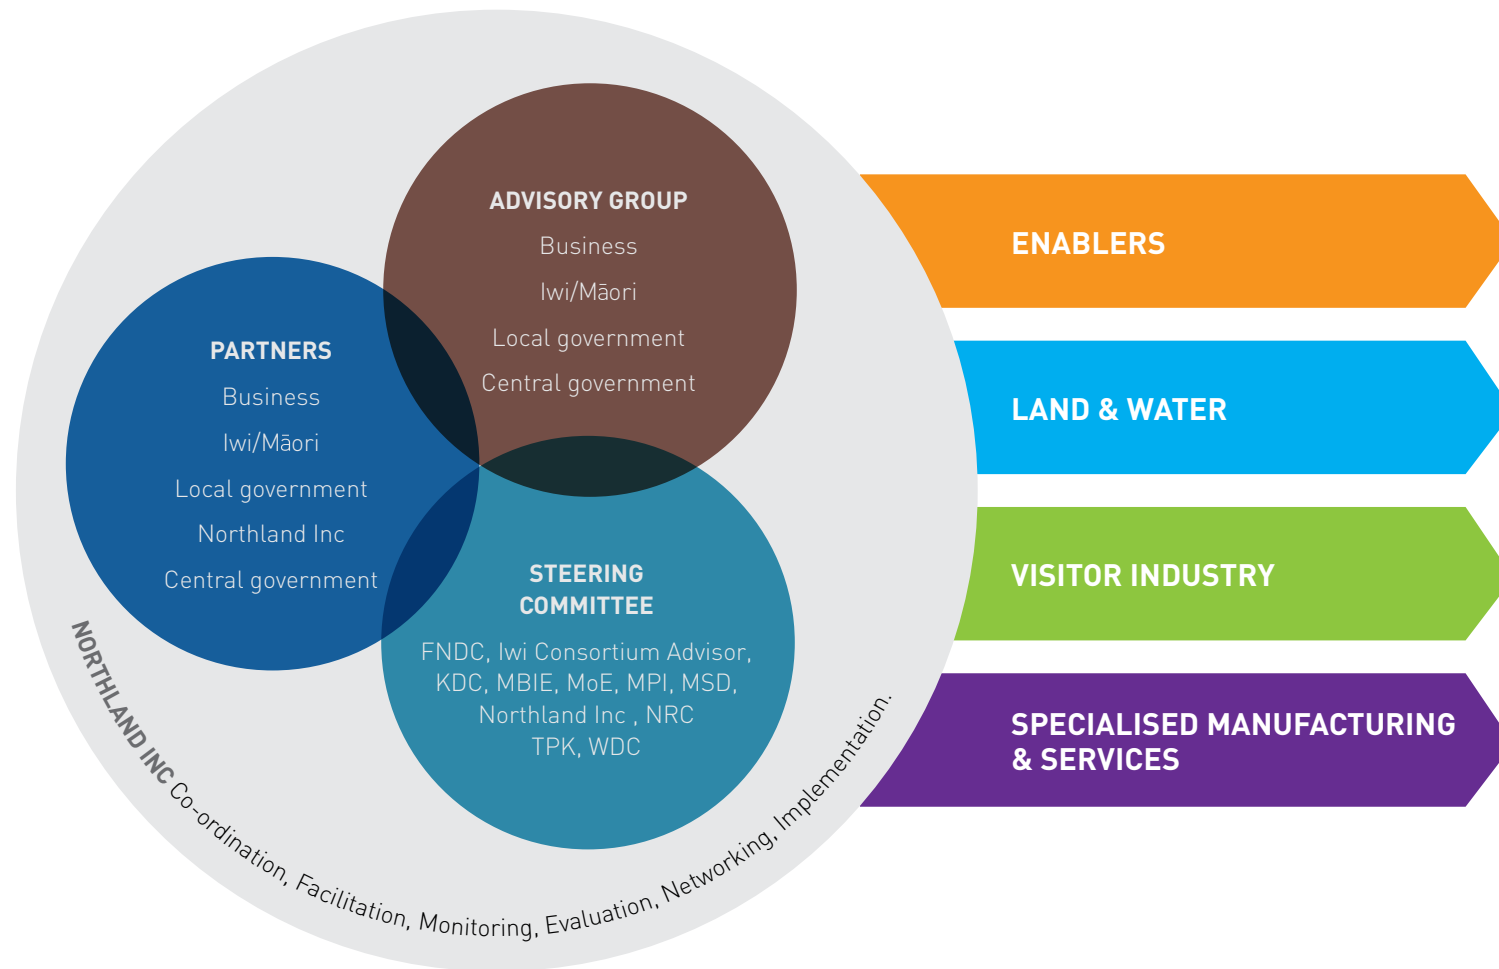 ADVISORY GROUP
Business
Iwi/Māori
Local government
Central government
PARTNERS
Business
Iwi/Māori
Local government
Northland Inc
Central government
STEERING
COMMITTEE
FNDC, Iwi Consortium Advisor,
KDC, MBIE, MoE, MPI, MSD,
Northland Inc , NRC
TPK, WDC
NORTHLAND INC Co-ordination, Facilitation, Monitoring, Evaluation, Networking, Implementation.
ENABLERS
LAND & WATER
VISITOR INDUSTRY
SPECIALISED MANUFACTURING
& SERVICES